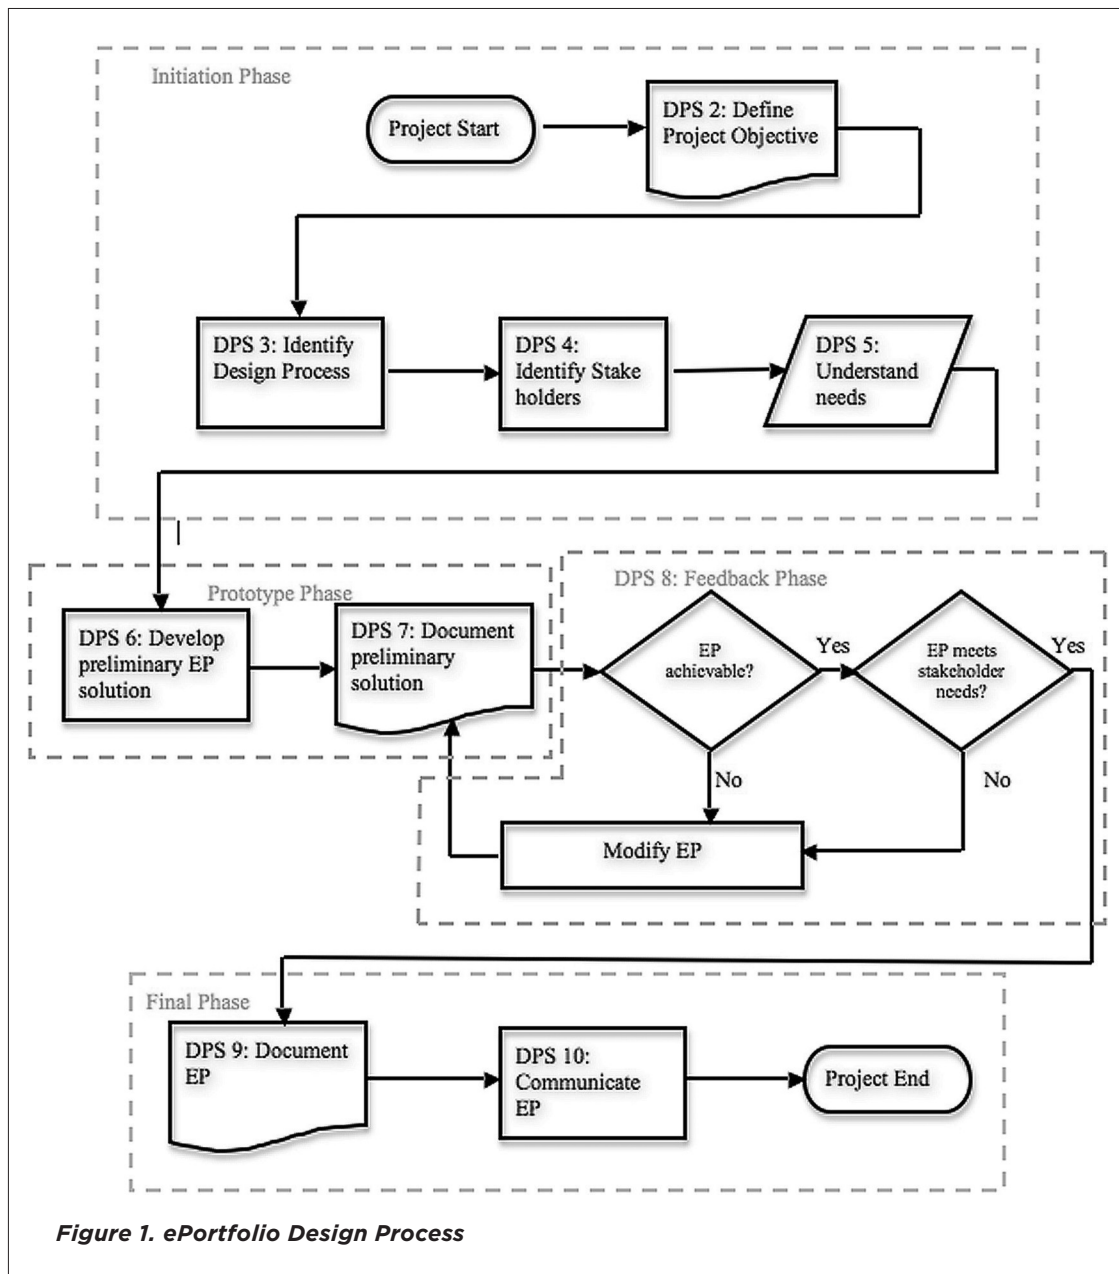 Initiation Phase
Project Start
DPS 2: Define
Project Objective
DPS 3: Identify
Design Process
DPS 4:
Identify Stake
holders
DPS 5:
Understand
needs
Prototype Phase
DPS 6: Develop
preliminary EP
solution
DPS 7: Document
preliminary
solution
DPS 8: Feedback Phase
EP
achievable?
Yes
EP meets
stakeholder
needs?
Yes
No
No
Modify EP
Final Phase
DPS 9: Document
EP
DPS 10:
Communicate
EP
Project End
Figure 1. ePortfolio Design Process